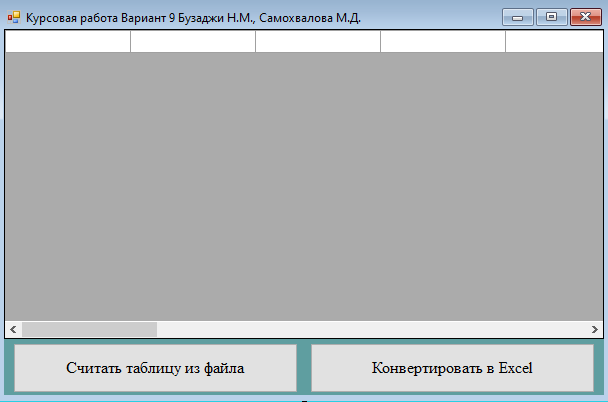 Курсовая работа Вариант 9 Бузаджи Н.М., Самохвалова М.Д.
Считать таблицу из файла
Конвертировать в Excel